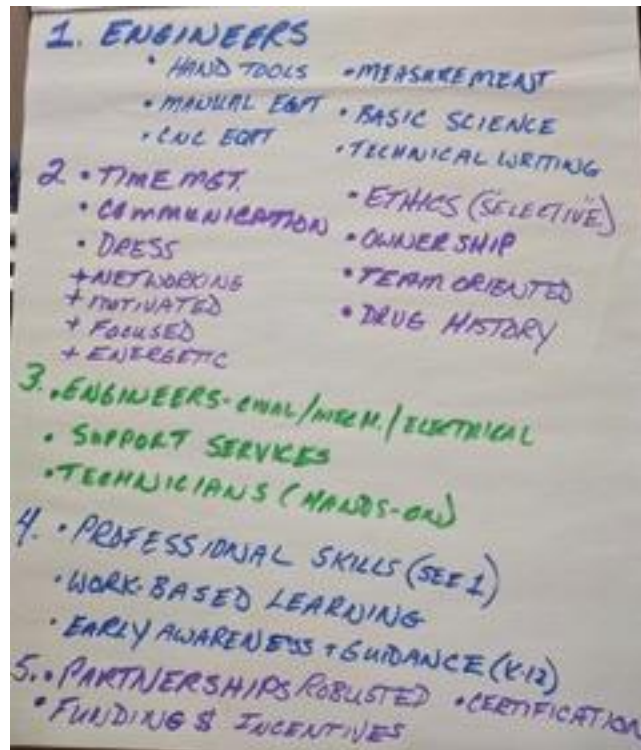 1. ENGINEERS
• HAND TOOLS • MEASUREMENT
• MANUAL EQPT • BASIC SCIENCE
• CNC EQPT • TECHNICAL WRITING
2 • TIME MGT. • ETHICS ("SELECTIVE")
• COMMUNICATION • OWNERSHIP
• DRESS • TEAM ORIENTED
+ NETWORKING • DRUG HISTORY
+ MOTIVATED
+ FOCUSED
+ ENERGETIC
3. • ENGINEERS - CIVIL/MECH./ELECTRICAL
• SUPPORT SERVICES
• TECHNICIANS (HANDS-ON)
4. • PROFESSIONAL SKILLS (SEE 1)
• WORK-BASED LEARNING
• EARLY AWARENESS + GUIDANCE (K-12)
5. • PARTNERSHIPS ROBUSTED • CERTIFICATION
• FUNDING $ INCENTIVES